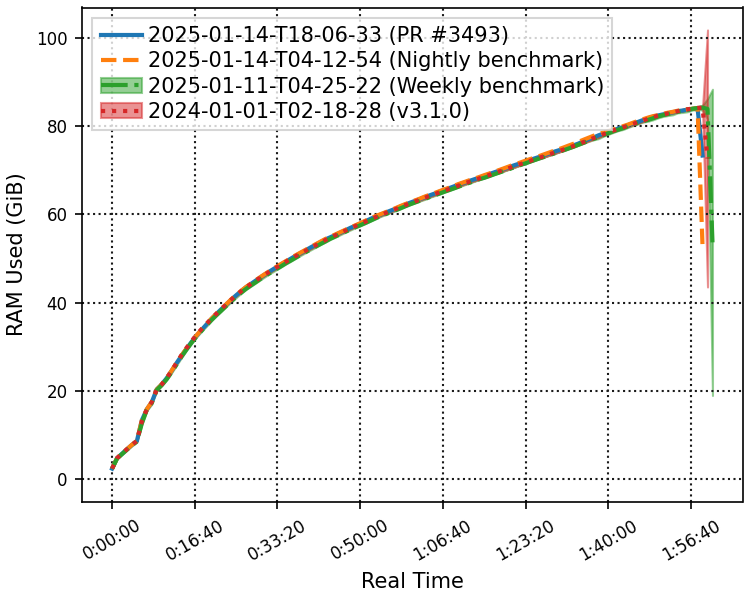 2025-01-14-T18-06-33 (PR #3493)
2025-01-14-T04-12-54 (Nightly benchmark)
2025-01-11-T04-25-22 (Weekly benchmark)
2024-01-01-T02-18-28 (v3.1.0)
RAM Used (GiB)
100
80
60
40
20
0
0:00:00
0:16:40
0:33:20
0:50:00
1:06:40
1:23:20
1:40:00
1:56:40
Real Time